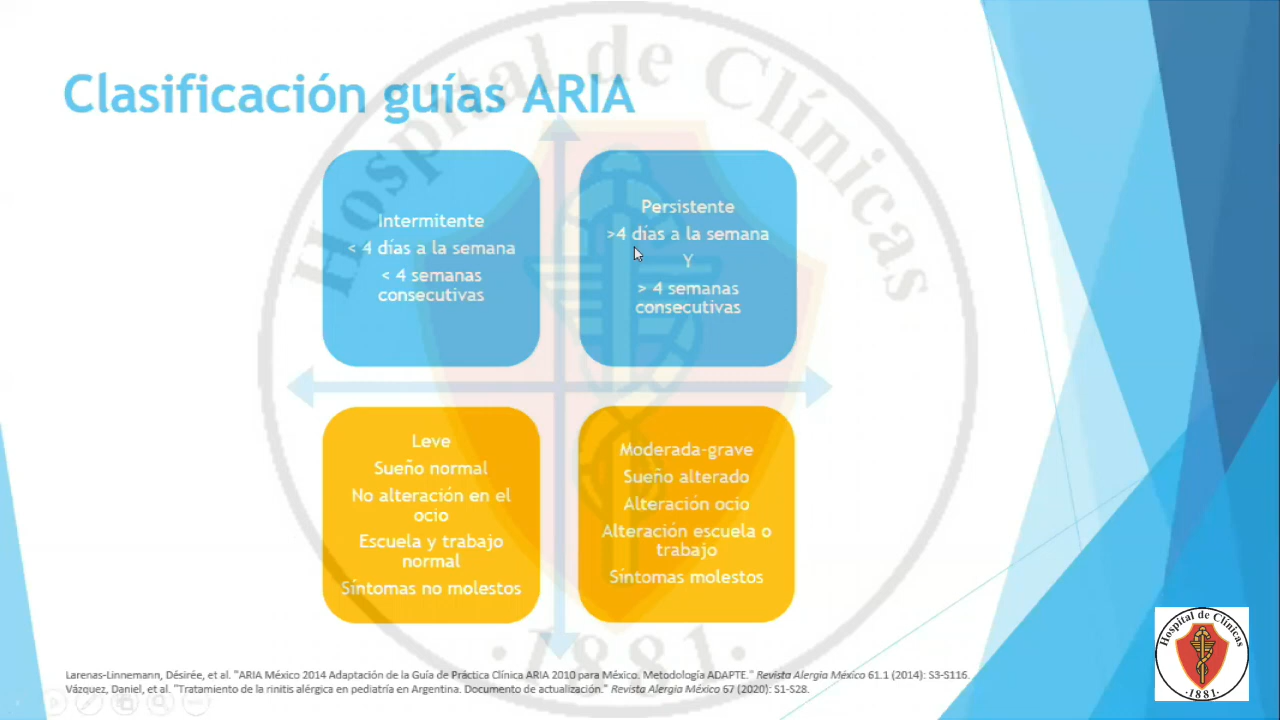 Clasificación guías ARIA
Intermitente
< 4 días a la semana
< 4 semanas
consecutivas
Persistente
>4 días a la semana
Y
> 4 semanas
consecutivas
Leve
Sueño normal
No alteración en el
ocio
Escuela y trabajo
normal
Síntomas no molestos
Moderada-grave
Sueño alterado
Alteración ocio
Alteración escuela o
trabajo
Síntomas molestos
Larenas-Linnemann, Désirée, et al. "ARIA México 2014 Adaptación de la Guía de Práctica Clínica ARIA 2010 para México. Metodología ADAPTE." Revista Alergia México 61.1 (2014): S3-S116.
Vázquez, Daniel, et al. "Tratamiento de la rinitis alérgica en pediatría en Argentina. Documento de actualización." Revista Alergia México 67 (2020): S1-S28.
Hospital de Clínicas
·1881·
Hospital de Clínicas
·1881·